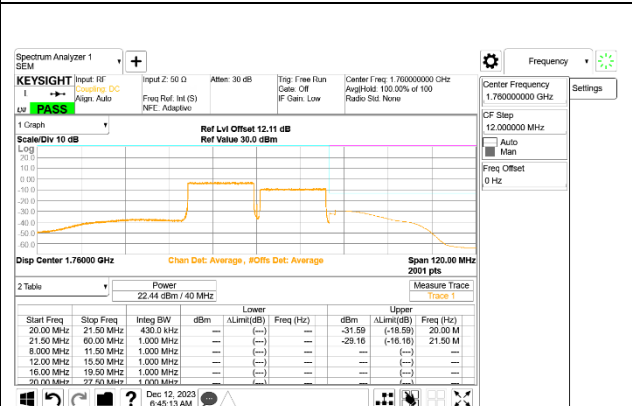 Spectrum Analyzer 1
SEM
+
Frequency
KEYSIGHT Input: RF Input Z: 50 Ω Atten: 30 dB Trig: Free Run Center Freq: 1.760000000 GHz
Coupling: DC Gate: Off Avg|Hold: 100.00% of 100
Align: Auto Freq Ref: Int (S) IF Gain: Low Radio Std: None
PASS NFE: Adaptive
Center Frequency
1.760000000 GHz
Settings
CF Step
12.000000 MHz
Auto
Man
Freq Offset
0 Hz
1 Graph
Ref Lvl Offset 12.11 dB
Scale/Div 10 dB Ref Value 30.0 dBm
Log
20.0
10.0
0.00
-10.0
-20.0
-30.0
-40.0
-50.0
-60.0
Disp Center 1.76000 GHz Chan Det: Average, #Offs Det: Average Span 120.00 MHz
2001 pts
2 Table
Power
22.44 dBm / 40 MHz
Measure Trace
Trace 1
Lower Upper
Start Freq Stop Freq Integ BW dBm ΔLimit(dB) Freq (Hz) dBm ΔLimit(dB) Freq (Hz)
20.00 MHz 21.50 MHz 430.0 kHz --- (---) --- -31.59 (-18.59) 20.00 M
21.50 MHz 60.00 MHz 1.000 MHz --- (---) --- -29.16 (-16.16) 21.50 M
8.000 MHz 11.50 MHz 1.000 MHz --- (---) --- --- (---) ---
12.00 MHz 15.50 MHz 1.000 MHz --- (---) --- --- (---) ---
16.00 MHz 19.50 MHz 1.000 MHz --- (---) --- --- (---) ---
20.00 MHz 27.50 MHz 1.000 MHz --- (---) --- --- (---) ---
? Dec 12, 2023
6:45:13 AM